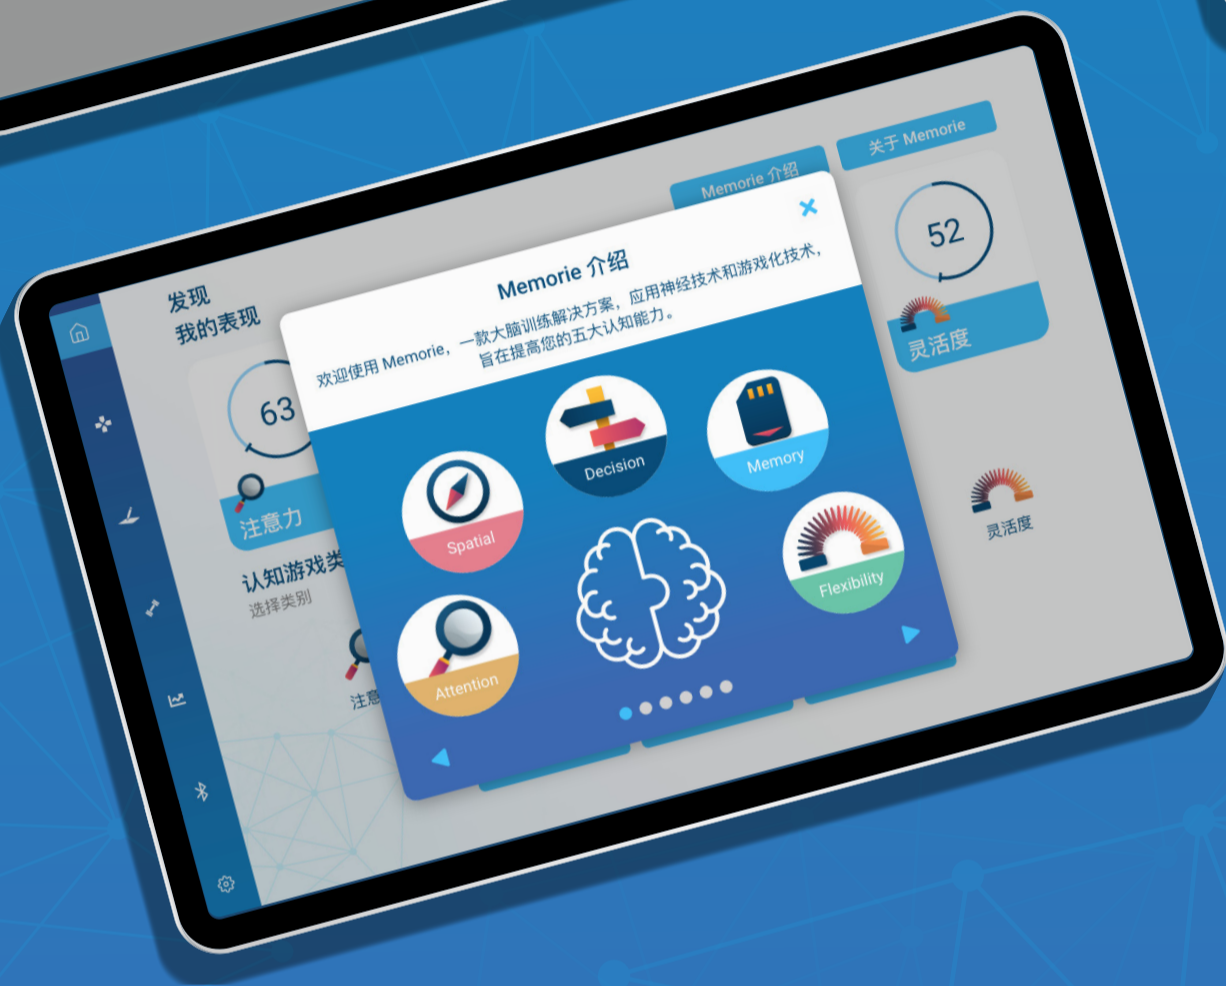 关于 Memorie
Memorie 介绍
发现
我的表现
63
注意力
52
灵活度
认知游戏类
选择类别
注意
灵活度
Memorie 介绍
欢迎使用 Memorie，一款大脑训练解决方案，应用神经技术和游戏化技术，
旨在提高您的五大认知能力。
Decision
Memory
Spatial
Flexibility
Attention